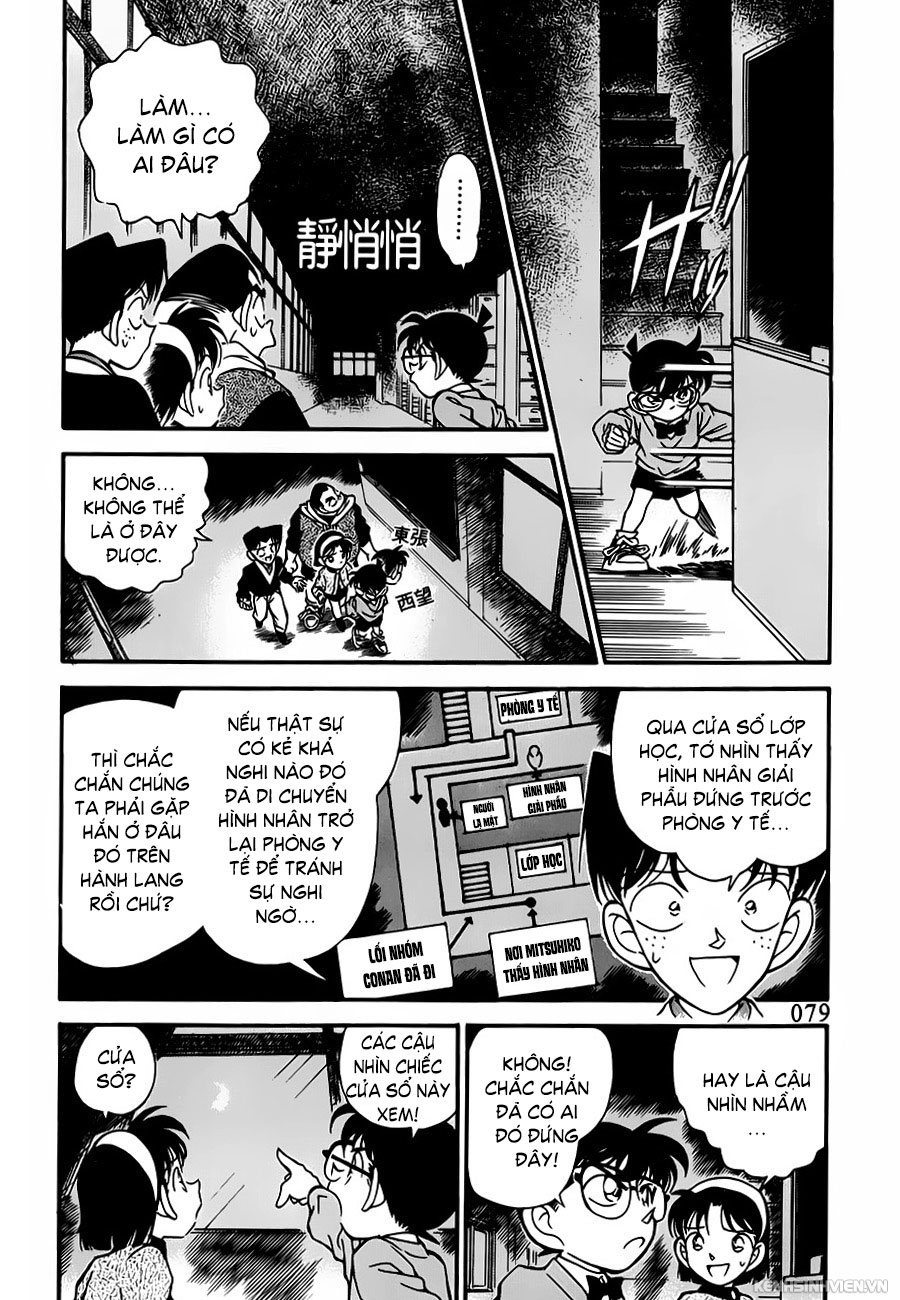 ガ!!
ガ!!
………
LÀM…
LÀM GÌ CÓ
AI ĐÂU?
靜悄悄
KHÔNG…
KHÔNG THỂ
LÀ Ở ĐÂY
ĐƯỢC.
東張
西望
QUA CỬA SỔ LỚP
HỌC, TỚ NHÌN THẤY
HÌNH NHÂN GIẢI
PHẪU ĐỨNG TRƯỚC
PHÒNG Y TẾ…
PHÒNG Y TẾ
NGƯỜI
LẠ MẶT
HÌNH NHÂN
GIẢI PHẪU
LỚP HỌC
LỐI NHÓM
CONAN ĐÃ ĐI
NƠI MITSUHIKO
THẤY HÌNH NHÂN
NẾU THẬT SỰ
CÓ KẺ KHẢ
NGHI NÀO ĐÓ
ĐÃ DI CHUYỂN
HÌNH NHÂN TRỞ
LẠI PHÒNG Y
TẾ ĐỂ TRÁNH
SỰ NGHI
NGỜ…
THÌ CHẮC
CHẮN CHÚNG
TA PHẢI GẶP
HẮN Ở ĐÂU
ĐÓ TRÊN
HÀNH LANG
RỒI CHỨ?
079
HAY LÀ CẬU
NHÌN NHẦM
…
KHÔNG!
CHẮC CHẮN
ĐÃ CÓ AI
ĐÓ ĐỨNG
ĐÂY!
CÁC CẬU
NHÌN CHIẾC
CỬA SỔ NÀY
XEM!
CỬA
SỔ?
KENHSINHVIEN.VN